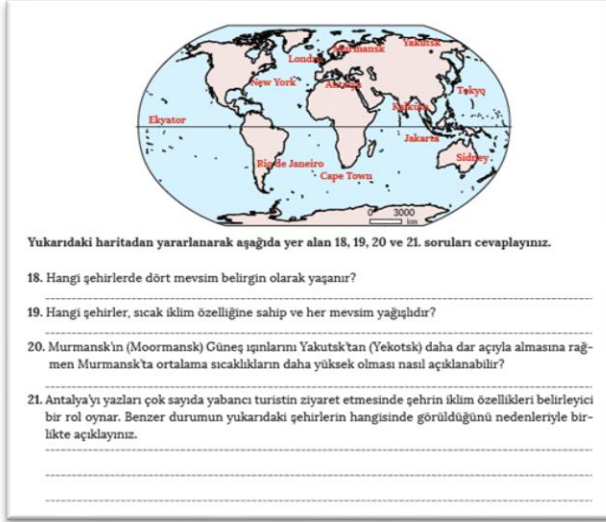 Yakutsk
Murmansk
Londra
New York
Antalya
Tokyo
Kalküta
Ekvator
Jakarta
Sidney
Rio de Janeiro
Cape Town
0 3000
km
Yukarıdaki haritadan yararlanarak aşağıda yer alan 18, 19, 20 ve 21. soruları cevaplayınız.
18. Hangi şehirlerde dört mevsim belirgin olarak yaşanır?
19. Hangi şehirler, sıcak iklim özelliğine sahip ve her mevsim yağışlıdır?
20. Murmansk'ın (Moormansk) Güneş ışınlarını Yakutsk'tan (Yekotsk) daha dar açıyla almasına rağ-
men Murmansk'ta ortalama sıcaklıkların daha yüksek olması nasıl açıklanabilir?
21. Antalya'yı yazları çok sayıda yabancı turistin ziyaret etmesinde şehrin iklim özellikleri belirleyici
bir rol oynar. Benzer durumun yukarıdaki şehirlerin hangisinde görüldüğünü nedenleriyle bir-
likte açıklayınız.